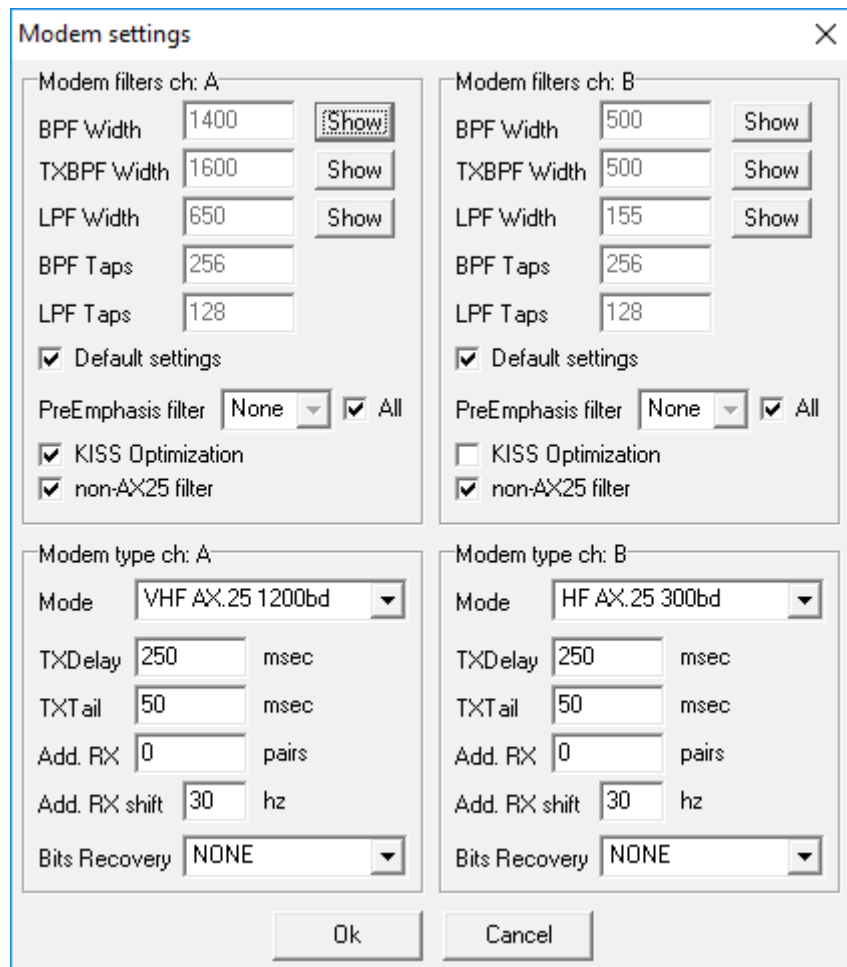 Modem settings
Modem filters ch: A
BPF Width 1400 Show
TXBPF Width 1600 Show
LPF Width 650 Show
BPF Taps 256
LPF Taps 128
Default settings
PreEmphasis filter None All
KISS Optimization
non-AX25 filter
Modem filters ch: B
BPF Width 500 Show
TXBPF Width 500 Show
LPF Width 155 Show
BPF Taps 256
LPF Taps 128
Default settings
PreEmphasis filter None All
KISS Optimization
non-AX25 filter
Modem type ch: A
Mode VHF AX.25 1200bd
TXDelay 250 msec
TXTail 50 msec
Add. RX 0 pairs
Add. RX shift 30 hz
Bits Recovery NONE
Modem type ch: B
Mode HF AX.25 300bd
TXDelay 250 msec
TXTail 50 msec
Add. RX 0 pairs
Add. RX shift 30 hz
Bits Recovery NONE
Ok Cancel